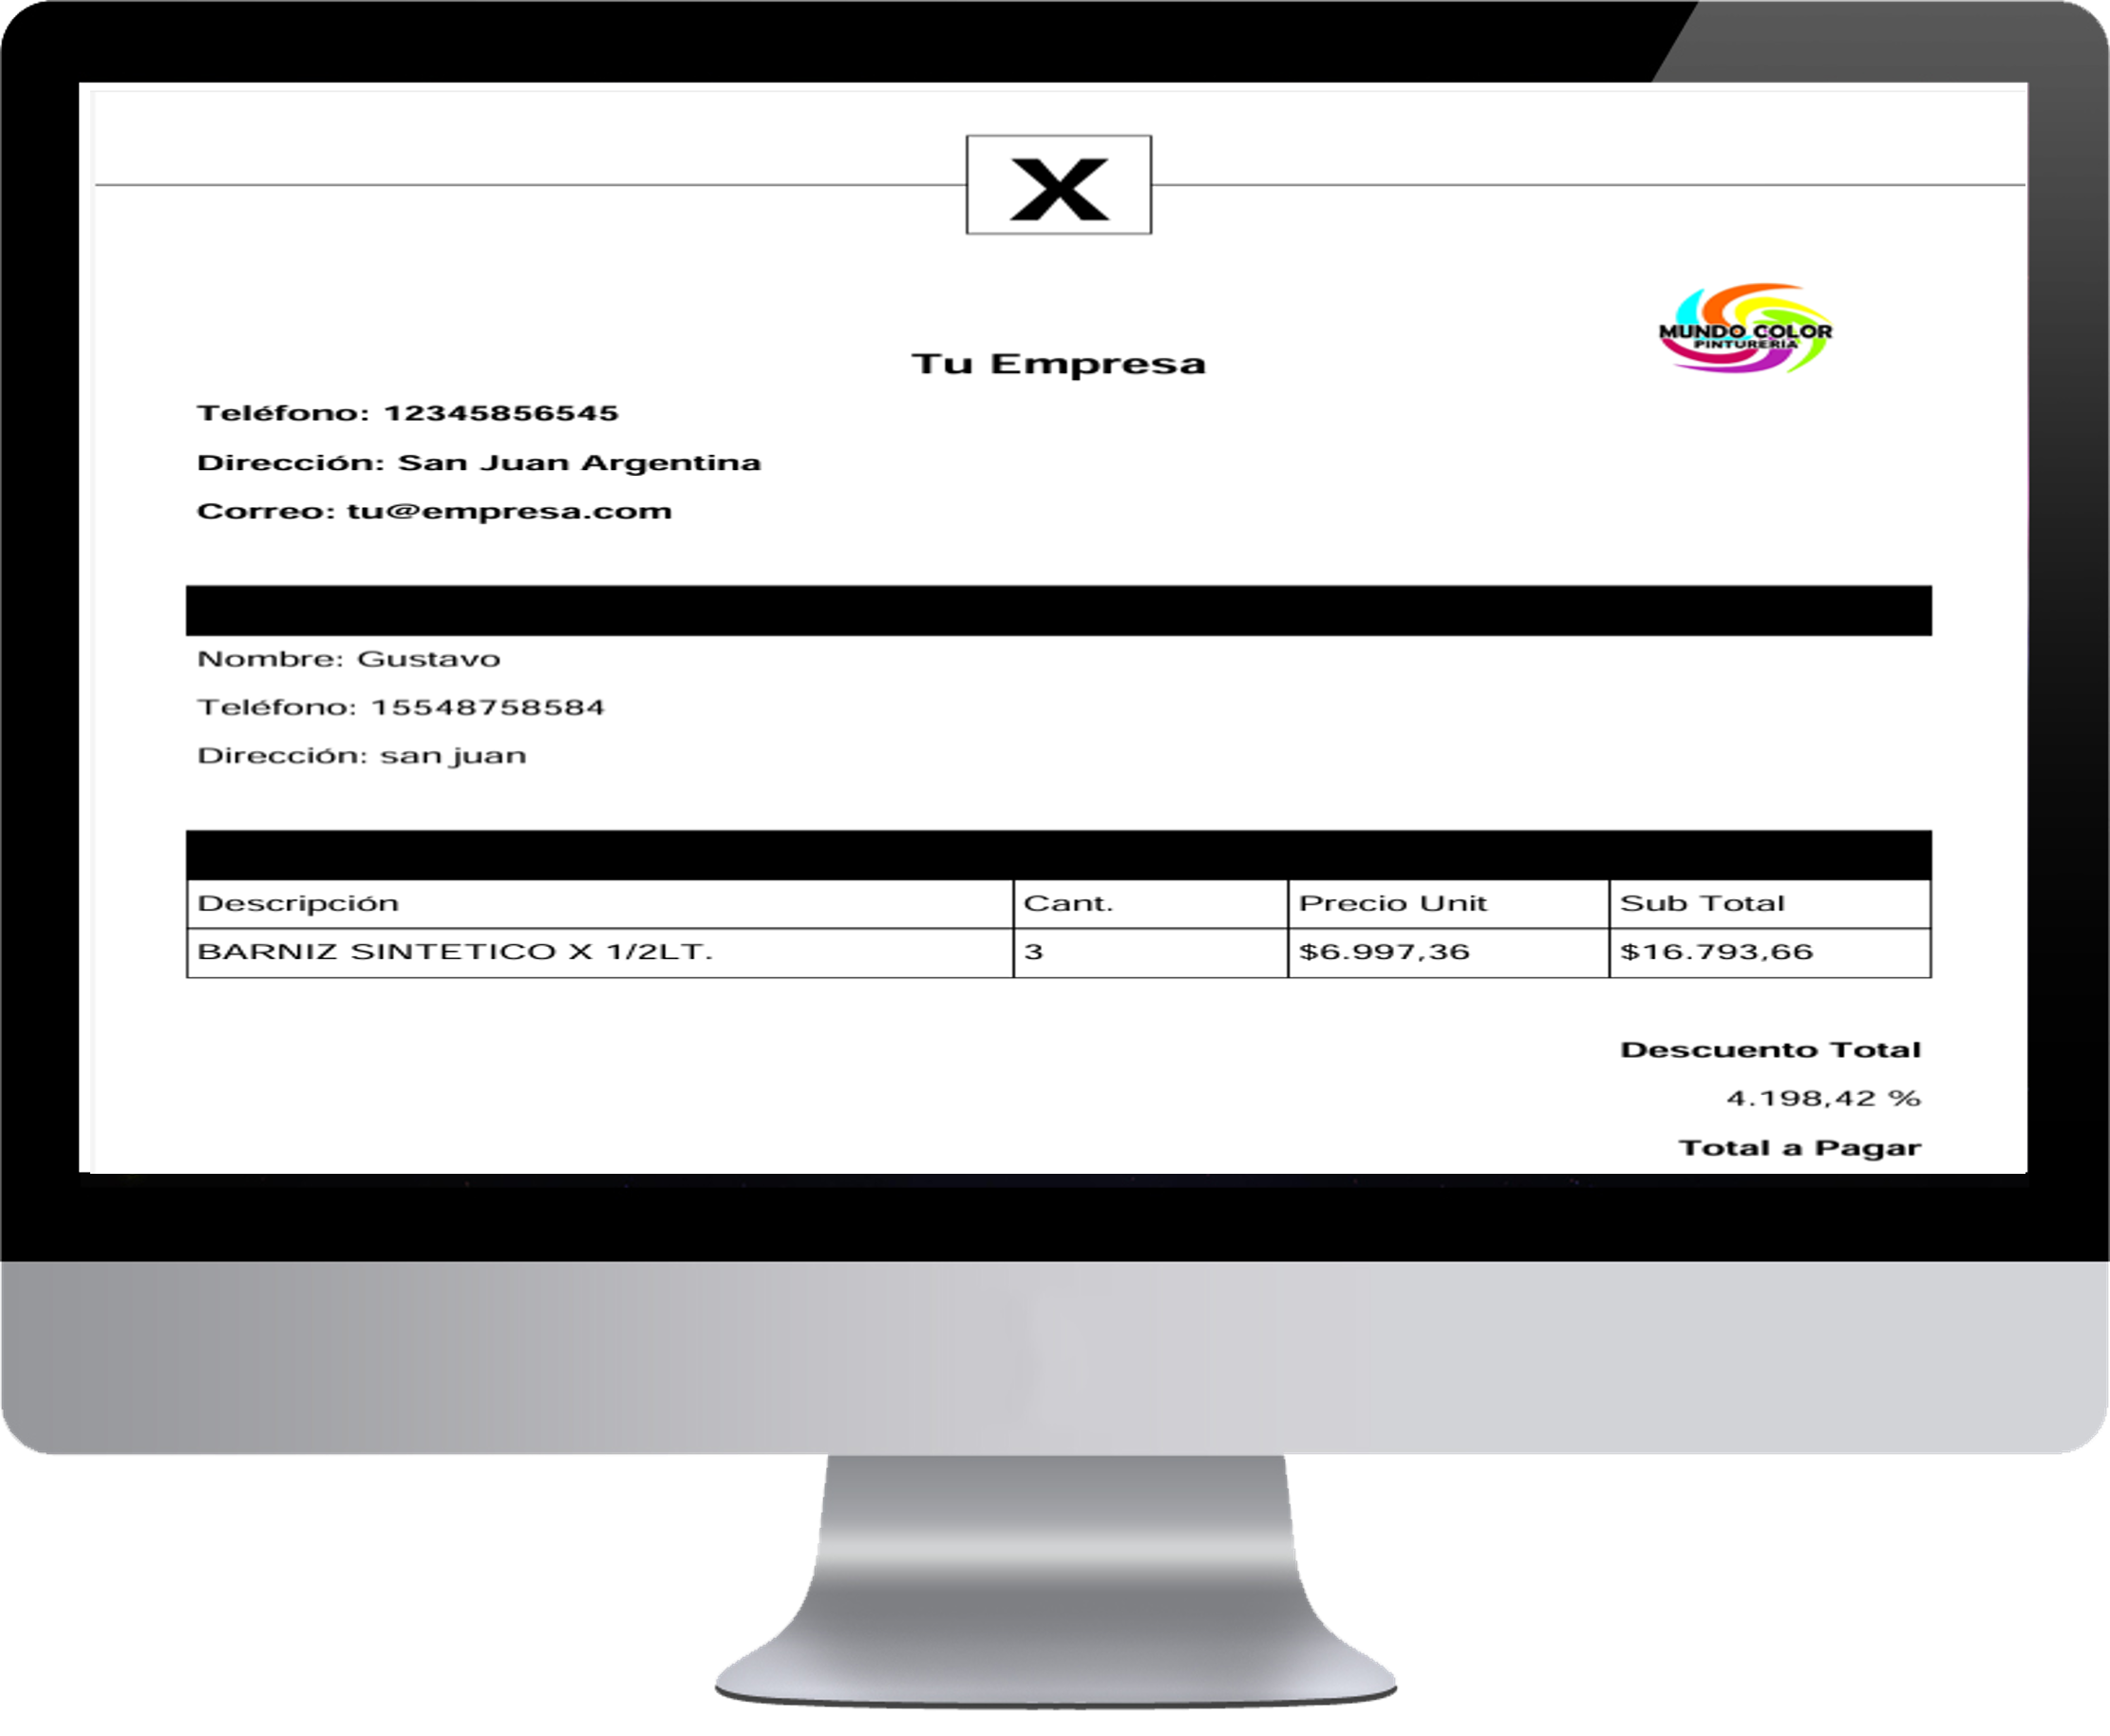 X
MUNDO COLOR
PINTURERIA
Tu Empresa
Teléfono: 12345856545
Dirección: San Juan Argentina
Correo: tu@empresa.com
Nombre: Gustavo
Teléfono: 15548758584
Dirección: san juan
Descripción Cant. Precio Unit Sub Total
BARNIZ SINTETICO X 1/2LT. 3 $6.997,36 $16.793,66
Descuento Total
4.198,42 %
Total a Pagar